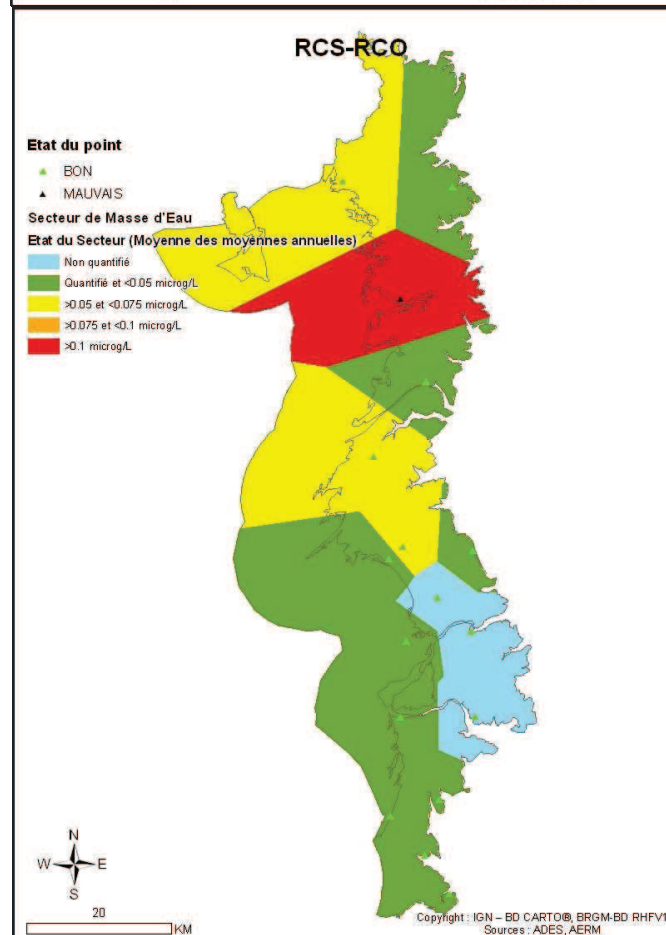 RCS-RCO
Etat du point
BON
MAUVAIS
Secteur de Masse d'Eau
Etat du Secteur (Moyenne des moyennes annuelles)
Non quantifié
Quantifié et <0.05 microg/L
>0.05 et <0.075 microg/L
>0.075 et <0.1 microg/L
>0.1 microg/L
N
W E
S
20
KM
Copyright : IGN – BD CARTO®, BRGM-BD RHFV1
Sources : ADES, AERM